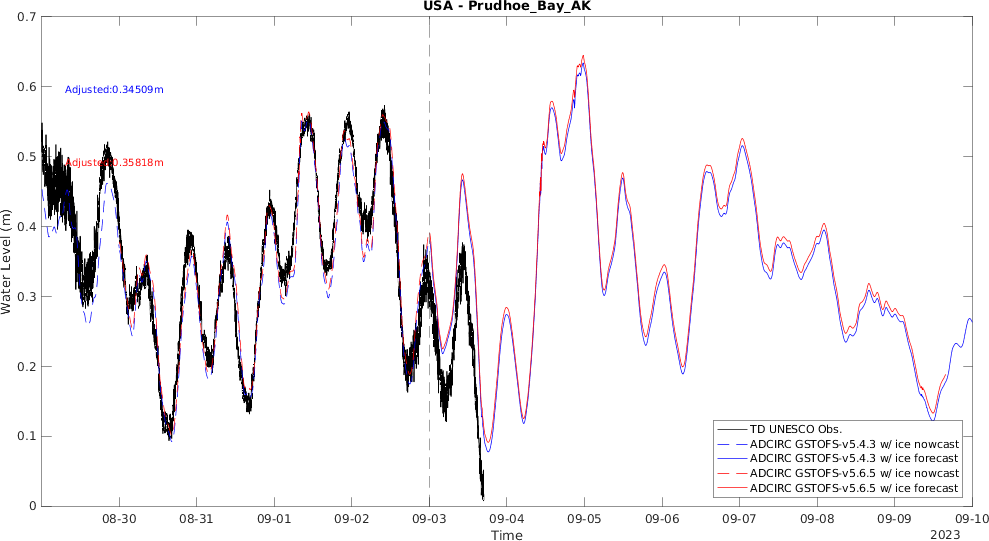 USA - Prudhoe_Bay_AK
0.7
0.6
0.5
0.4
0.3
0.2
0.1
0
Water Level (m)
Adjusted:0.34509m
Adjusted:0.35818m
TD UNESCO Obs.
ADCIRC GSTOFS-v5.4.3 w/ ice nowcast
ADCIRC GSTOFS-v5.4.3 w/ ice forecast
ADCIRC GSTOFS-v5.6.5 w/ ice nowcast
ADCIRC GSTOFS-v5.6.5 w/ ice forecast
08-30 08-31 09-01 09-02 09-03 09-04 09-05 09-06 09-07 09-08 09-09 09-10
Time
2023